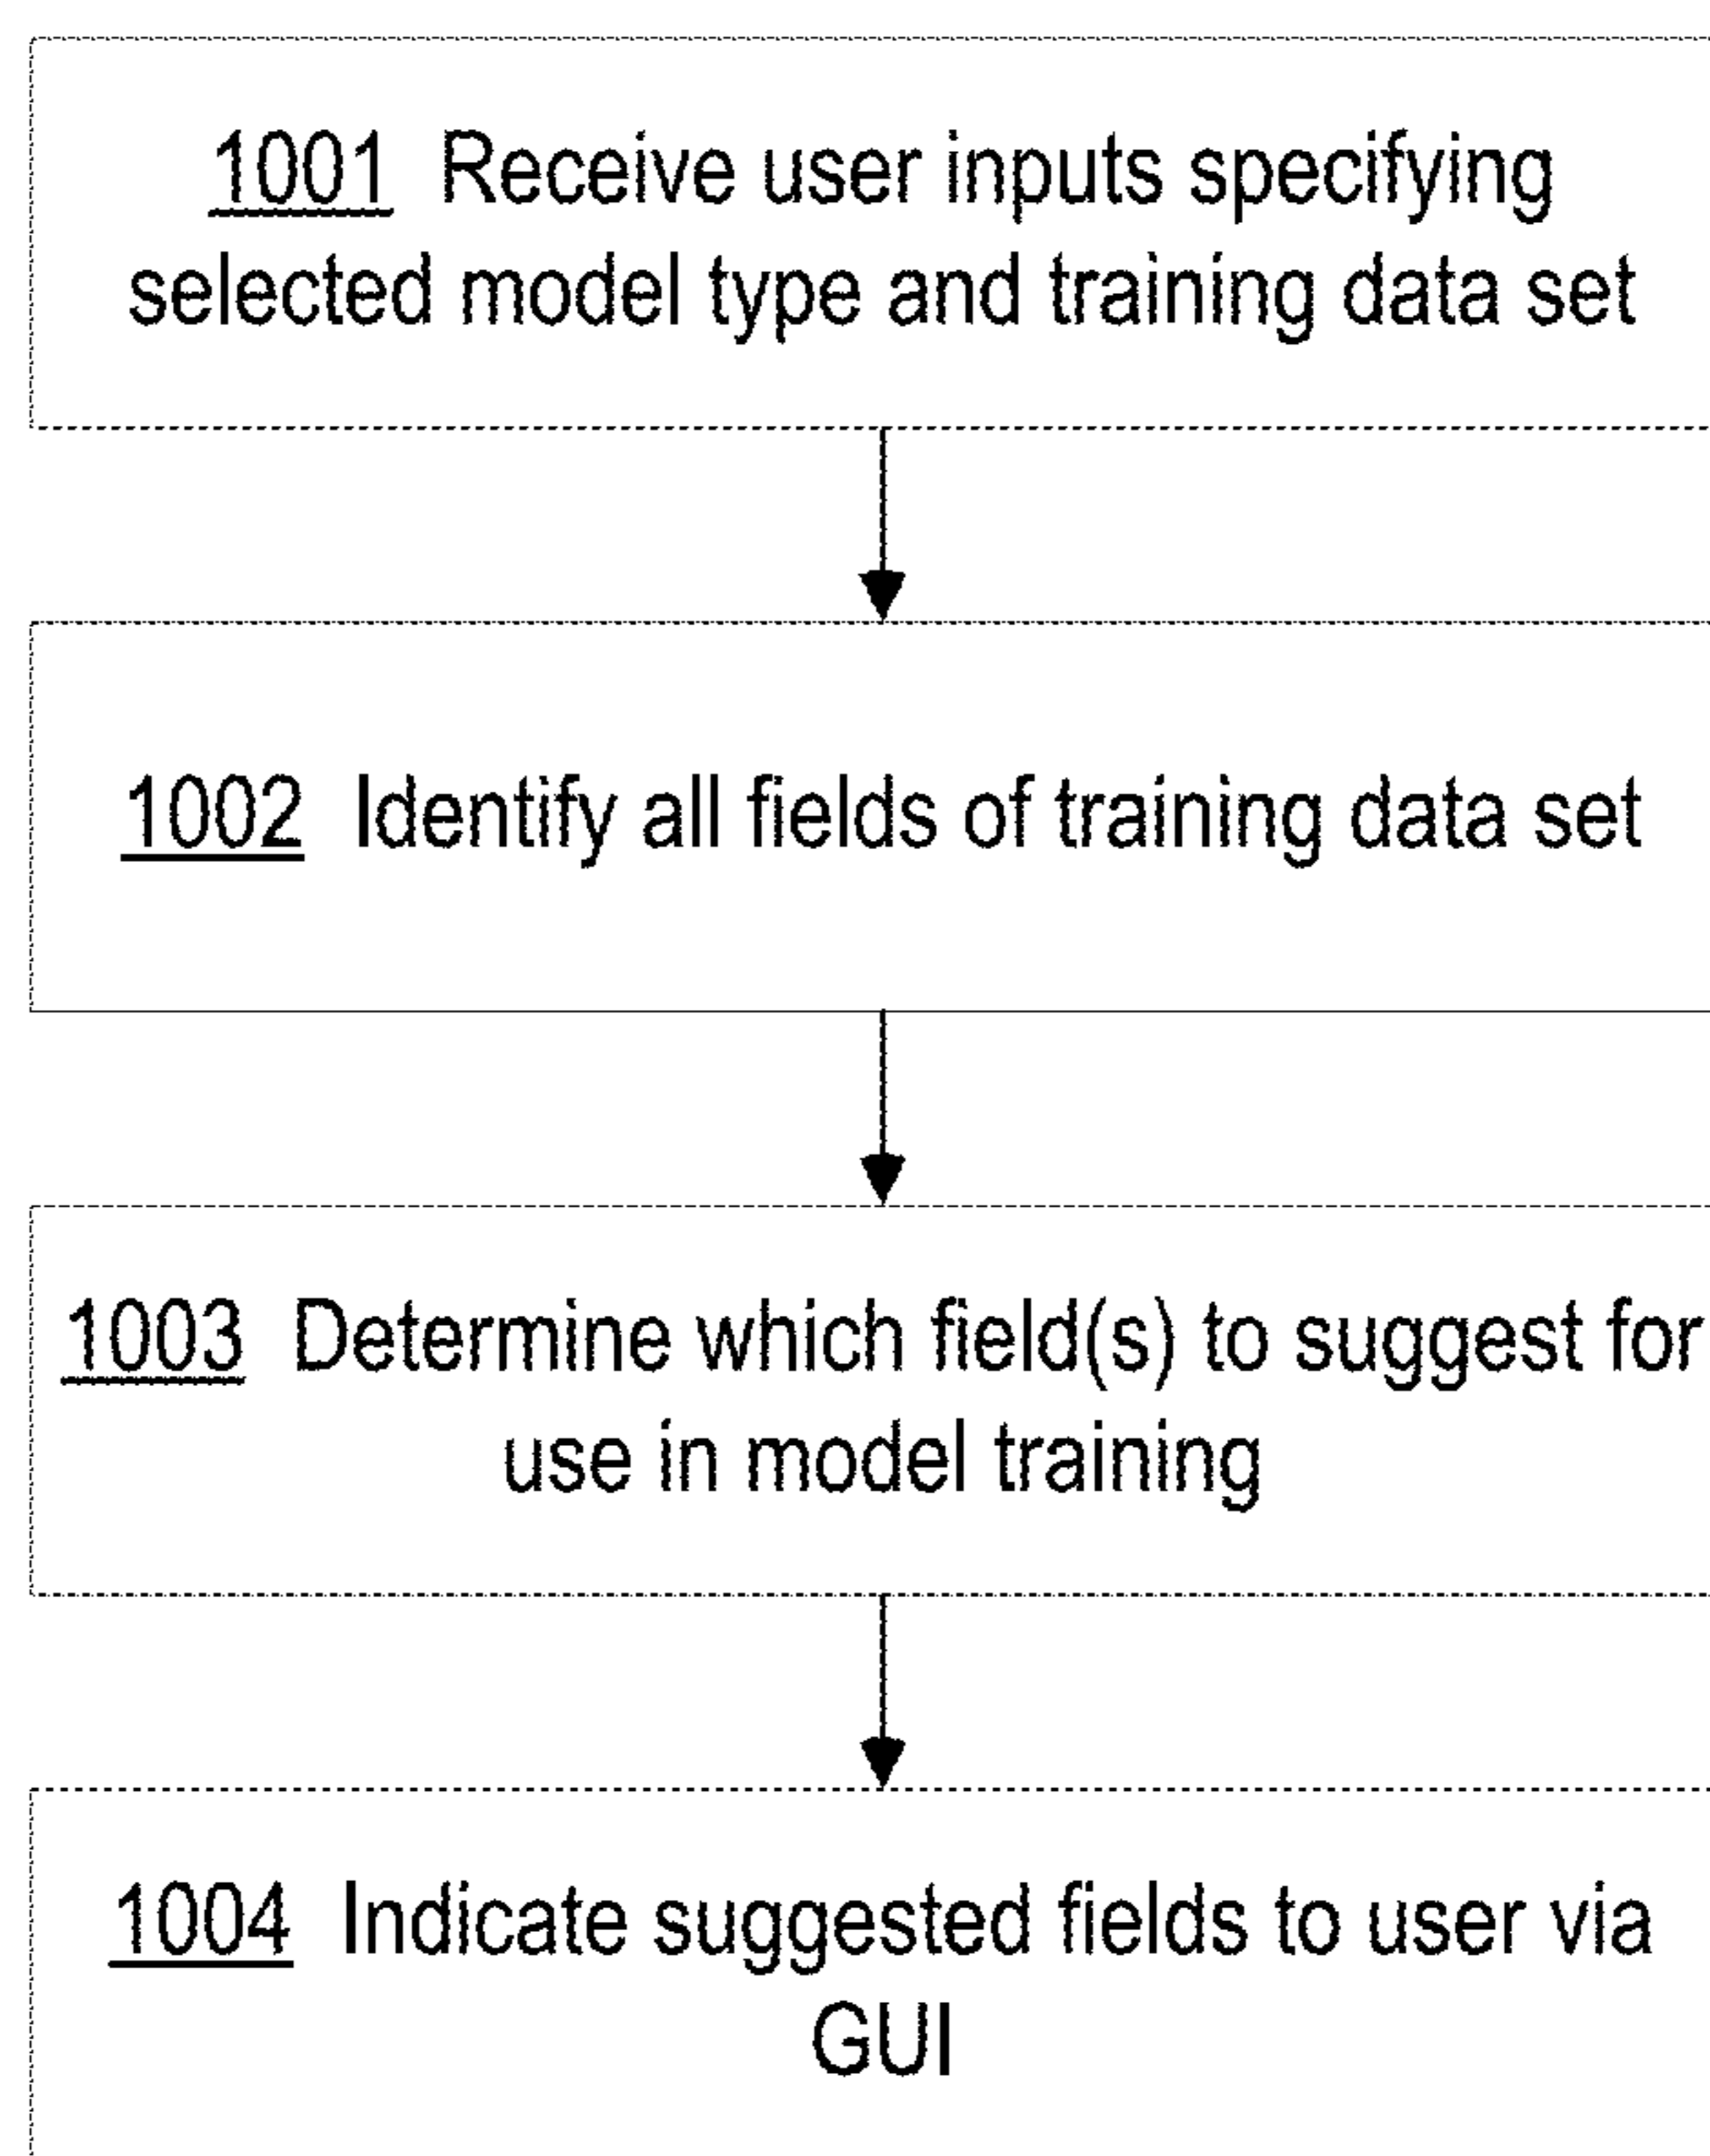 1001 Receive user inputs specifying
selected model type and training data set
1002 Identify all fields of training data set
1003 Determine which field(s) to suggest for
use in model training
1004 Indicate suggested fields to user via
GUI